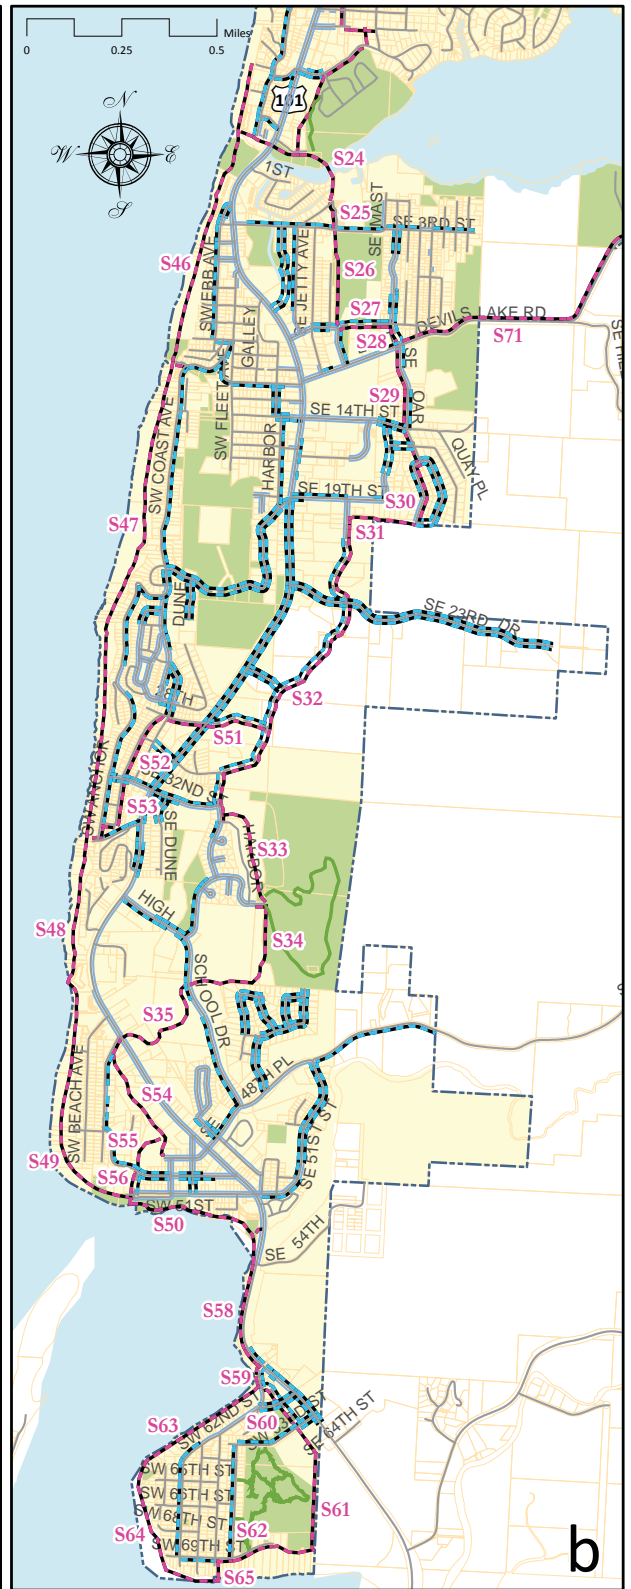 Miles
0 0.25 0.5
N
W E
S
101
S24
1ST
SE MAST
S25
SE 3RD ST
S46
SW EBB AVE
SE JETTY AVE
S26
GALLEY
S27
DEVILS LAKE RD
S28
S71
SE
SW FLEET AVE
S29
OAR
SE 14TH ST
SW COAST AVE
HARBOR
QUAY PL
SE 19TH ST
S30
S47
S31
DUNE
SE 23RD DR
S32
28TH
S51
SW ANCHOR
S52
SE 32ND S
S53
SE DUNE
HARBOR
S33
HIGH
S48
S34
SCHOOL DR
S35
SW BEACH AVE
S54
48TH PL
SE
S55
SE 51ST ST
S49
S56
SW 51ST
S50
SE 54TH
S58
S59
SW 62ND ST
S60
S63
SW 63RD ST
SE 64TH ST
SW 65TH ST
SW 66TH ST
S61
SW 68TH ST
S64
S62
SW 69TH ST
S65
b